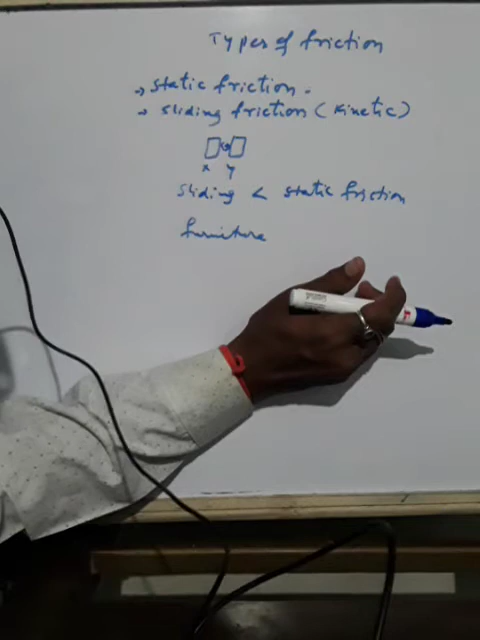 Types of friction
→ static friction.
→ sliding friction (kinetic)
x y
sliding < static friction
furniture